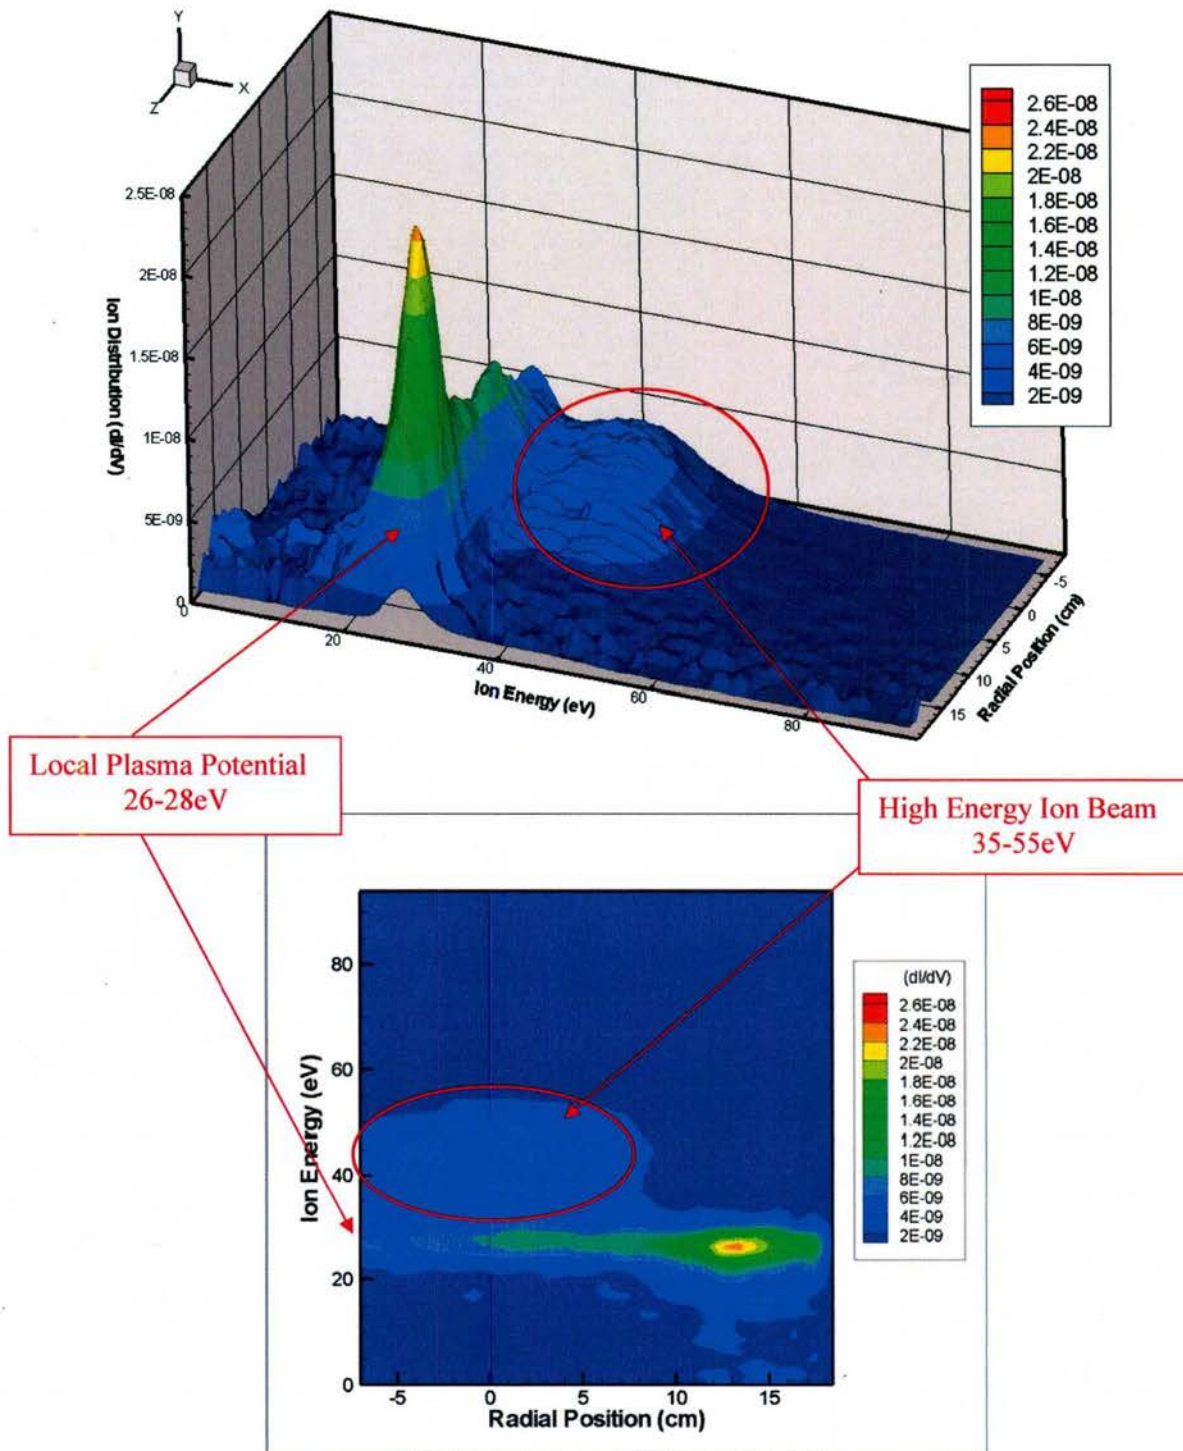 Y
X
Z
2.6E-08
2.4E-08
2.2E-08
2E-08
1.8E-08
1.6E-08
1.4E-08
1.2E-08
1E-08
8E-09
6E-09
4E-09
2E-09
2.5E-08
2E-08
1.5E-08
1E-08
5E-09
0
Ion Distribution (dI/dV)
0
20
40
60
80
Ion Energy (eV)
-5
0
5
10
15
Radial Position (cm)
Local Plasma Potential
26-28eV
High Energy Ion Beam
35-55eV
80
60
40
20
0
Ion Energy (eV)
-5
0
5
10
15
Radial Position (cm)
(dI/dV)
2.6E-08
2.4E-08
2.2E-08
2E-08
1.8E-08
1.6E-08
1.4E-08
1.2E-08
1E-08
8E-09
6E-09
4E-09
2E-09